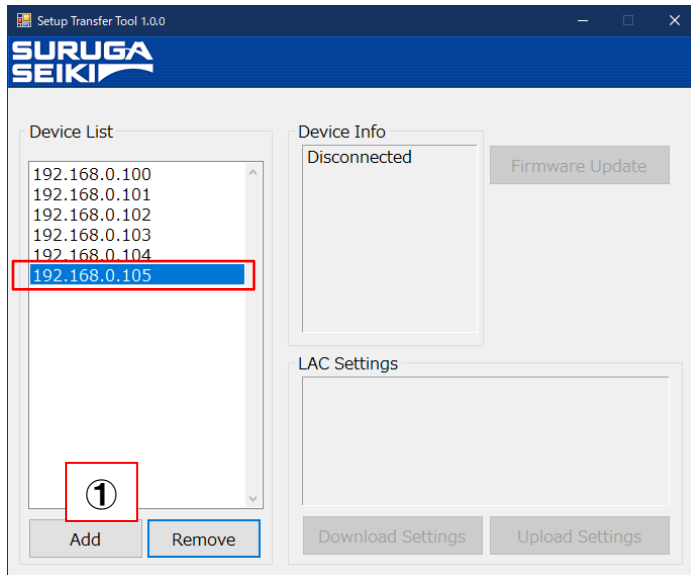 Setup Transfer Tool 1.0.0
SURUGA
SEIKI
Device List
192.168.0.100
192.168.0.101
192.168.0.102
192.168.0.103
192.168.0.104
192.168.0.105
①
Add
Remove
Device Info
Disconnected
Firmware Update
LAC Settings
Download Settings
Upload Settings